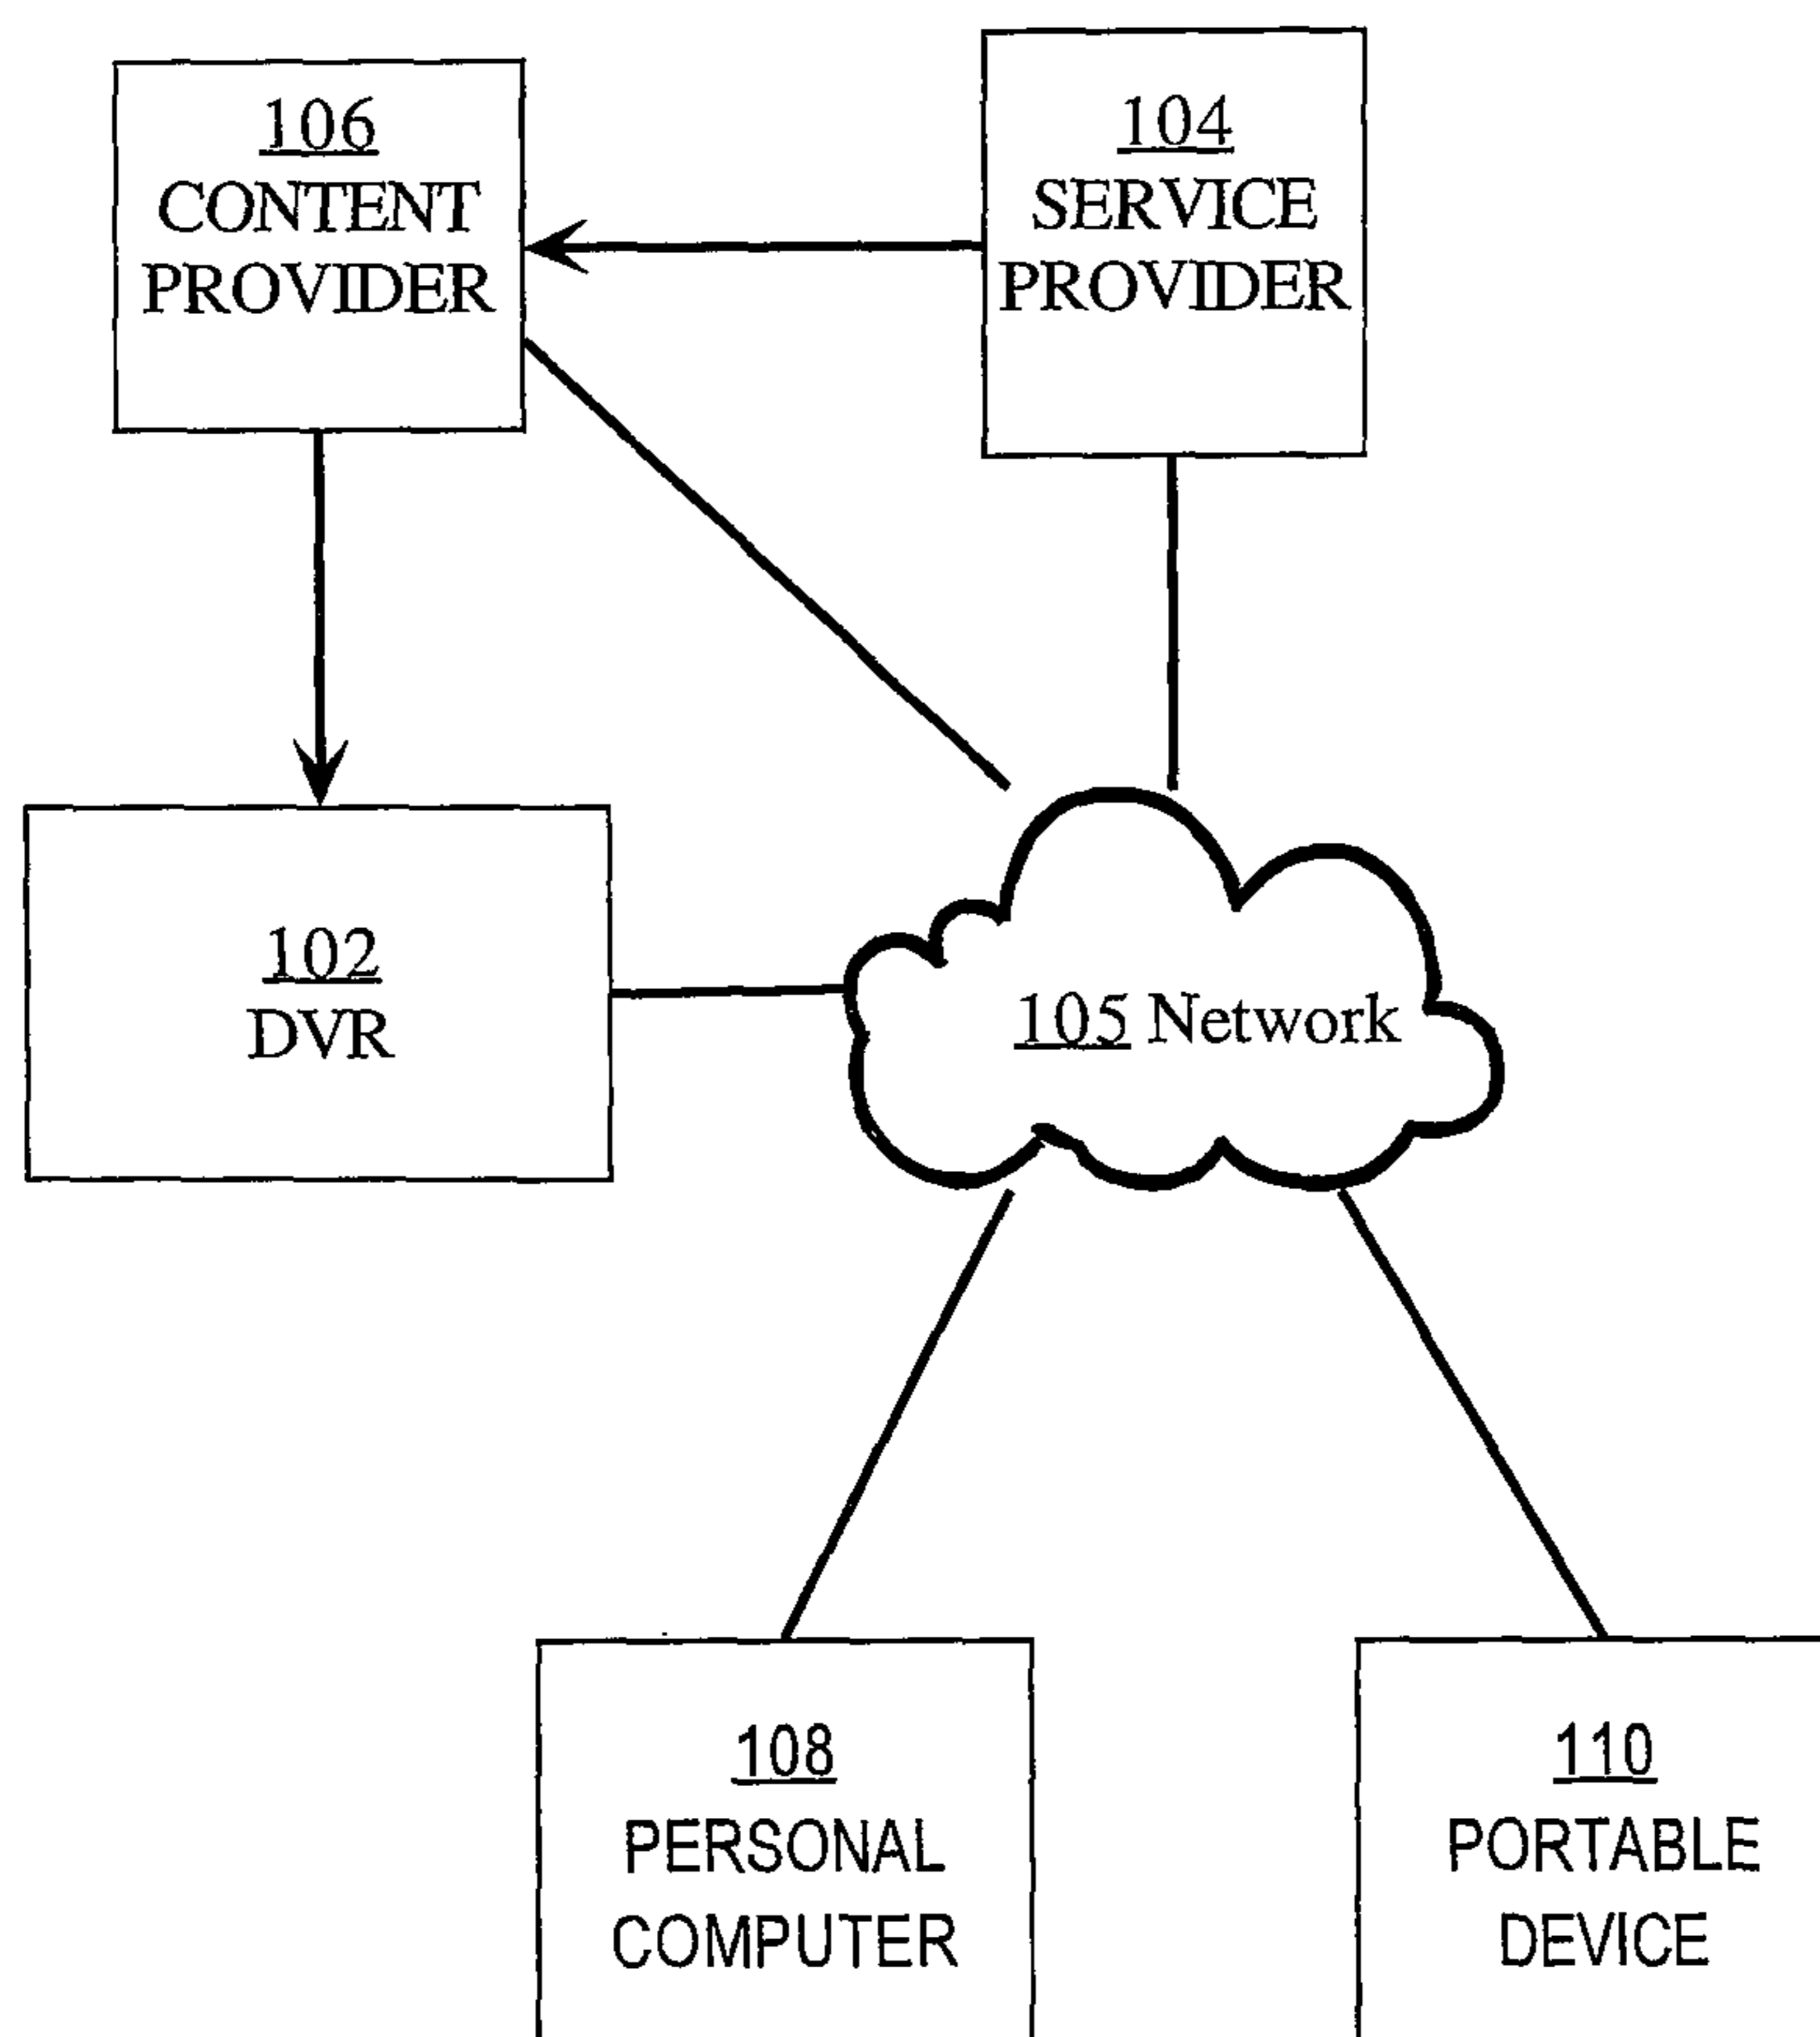 106
CONTENT
PROVIDER
104
SERVICE
PROVIDER
102
DVR
105 Network
108
PERSONAL
COMPUTER
110
PORTABLE
DEVICE